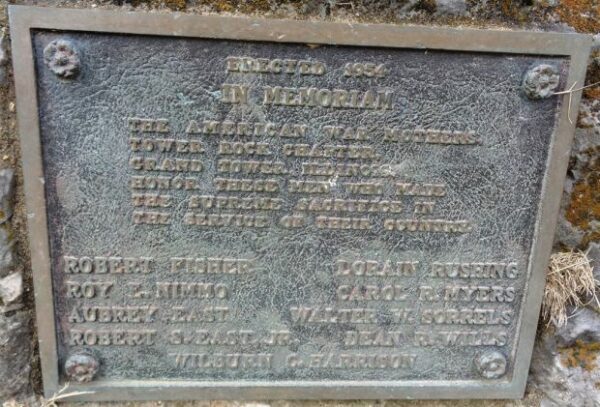 ERECTED 1954
IN MEMORIAM
THE AMERICAN WAR MOTHERS.
TOWER ROCK CHAPTER,
GRAND TOWER, ILLINOIS
HONOR THESE MEN WHO MADE
THE SUPREME SACRIFICE IN
THE SERVICE OF THEIR COUNTRY.
ROBERT FISHER DORAIN RUSHING
ROY L. NIMMO CAROL R. MYERS
AUBREY EAST WALTER W. SORRELS
ROBERT S. EAST, JR. DEAN R. WILLS
WILBURN C. HARRISON